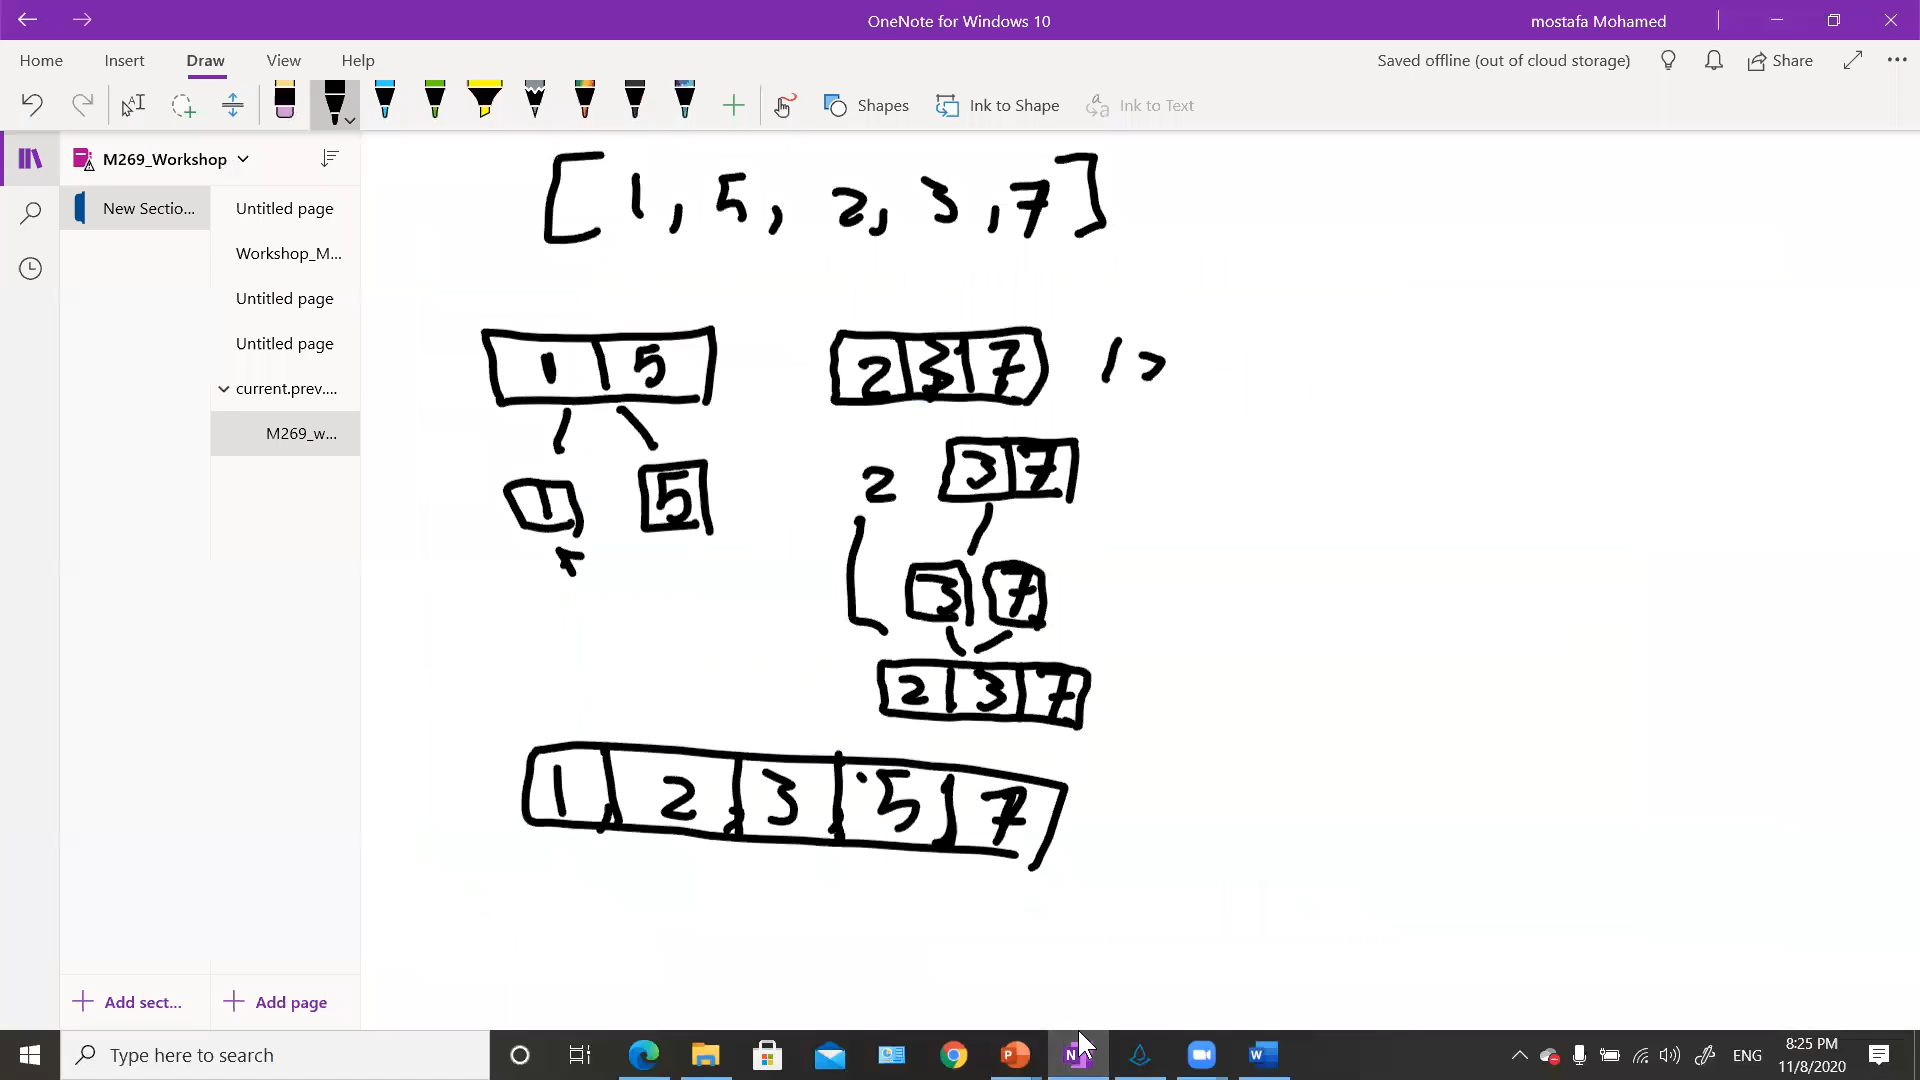 OneNote for Windows 10
mostafa Mohamed
Home Insert Draw View Help
Saved offline (out of cloud storage)
Share
Shapes
Ink to Shape
Ink to Text
M269_Workshop
New Sectio...
Untitled page
Workshop_M...
Untitled page
Untitled page
current.prev....
M269_w...
[ 1 , 5 , 2 , 3 , 7 ]
1 5
2 3 7
1 5
2
3 7
3 7
2 3 7
1 2 3 5 7
Add sect...
Add page
Type here to search
ENG
8:25 PM
11/8/2020